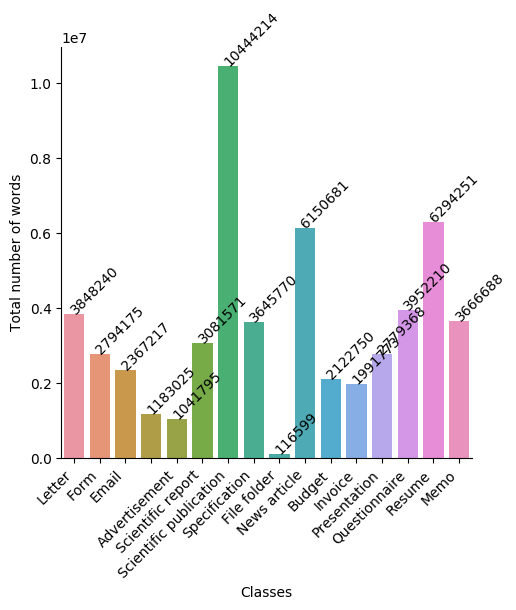 1e7
1.0
0.8
0.6
0.4
0.2
0.0
Total number of words
3848240
2794175
2367217
1183025
1041795
3081571
10444214
3645770
116599
6150681
2122750
2779368
3952210
6294251
3666688
Letter
Form
Email
Advertisement
Scientific report
Scientific publication
Specification
File folder
News article
Budget
Invoice
Presentation
Questionnaire
Resume
Memo
Classes